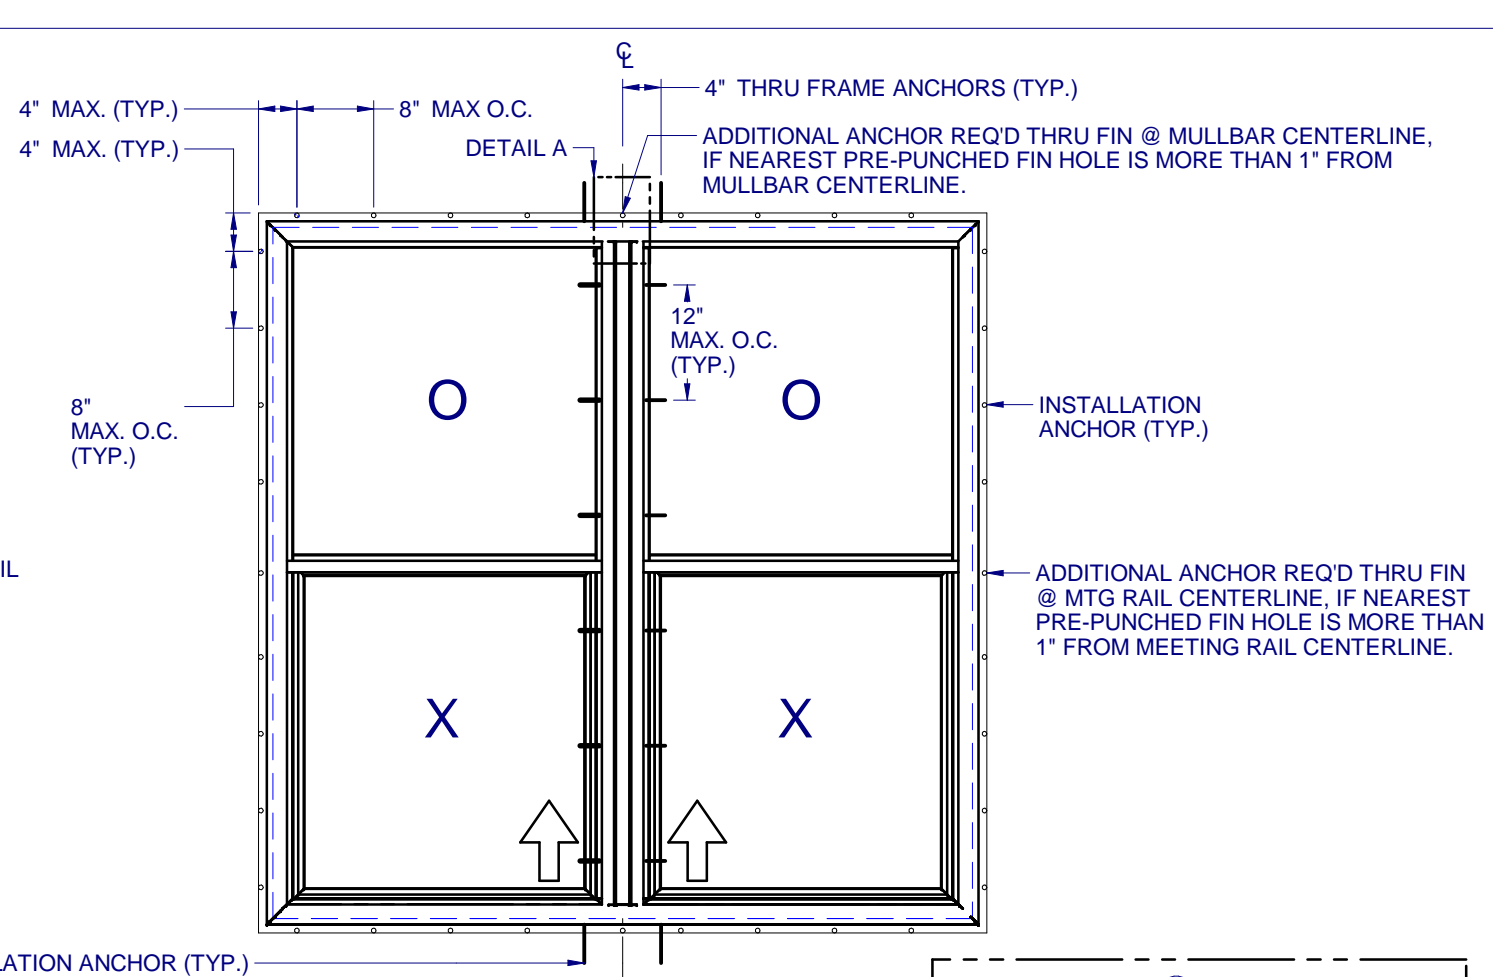 ℄
4" MAX. (TYP.)
8" MAX O.C.
4" THRU FRAME ANCHORS (TYP.)
4" MAX. (TYP.)
DETAIL A
ADDITIONAL ANCHOR REQ'D THRU FIN @ MULLBAR CENTERLINE,
IF NEAREST PRE-PUNCHED FIN HOLE IS MORE THAN 1" FROM
MULLBAR CENTERLINE.
12"
MAX. O.C.
(TYP.)
O
O
8"
MAX. O.C.
(TYP.)
INSTALLATION
ANCHOR (TYP.)
IL
ADDITIONAL ANCHOR REQ'D THRU FIN
@ MTG RAIL CENTERLINE, IF NEAREST
PRE-PUNCHED FIN HOLE IS MORE THAN
1" FROM MEETING RAIL CENTERLINE.
X
X
LATION ANCHOR (TYP.)